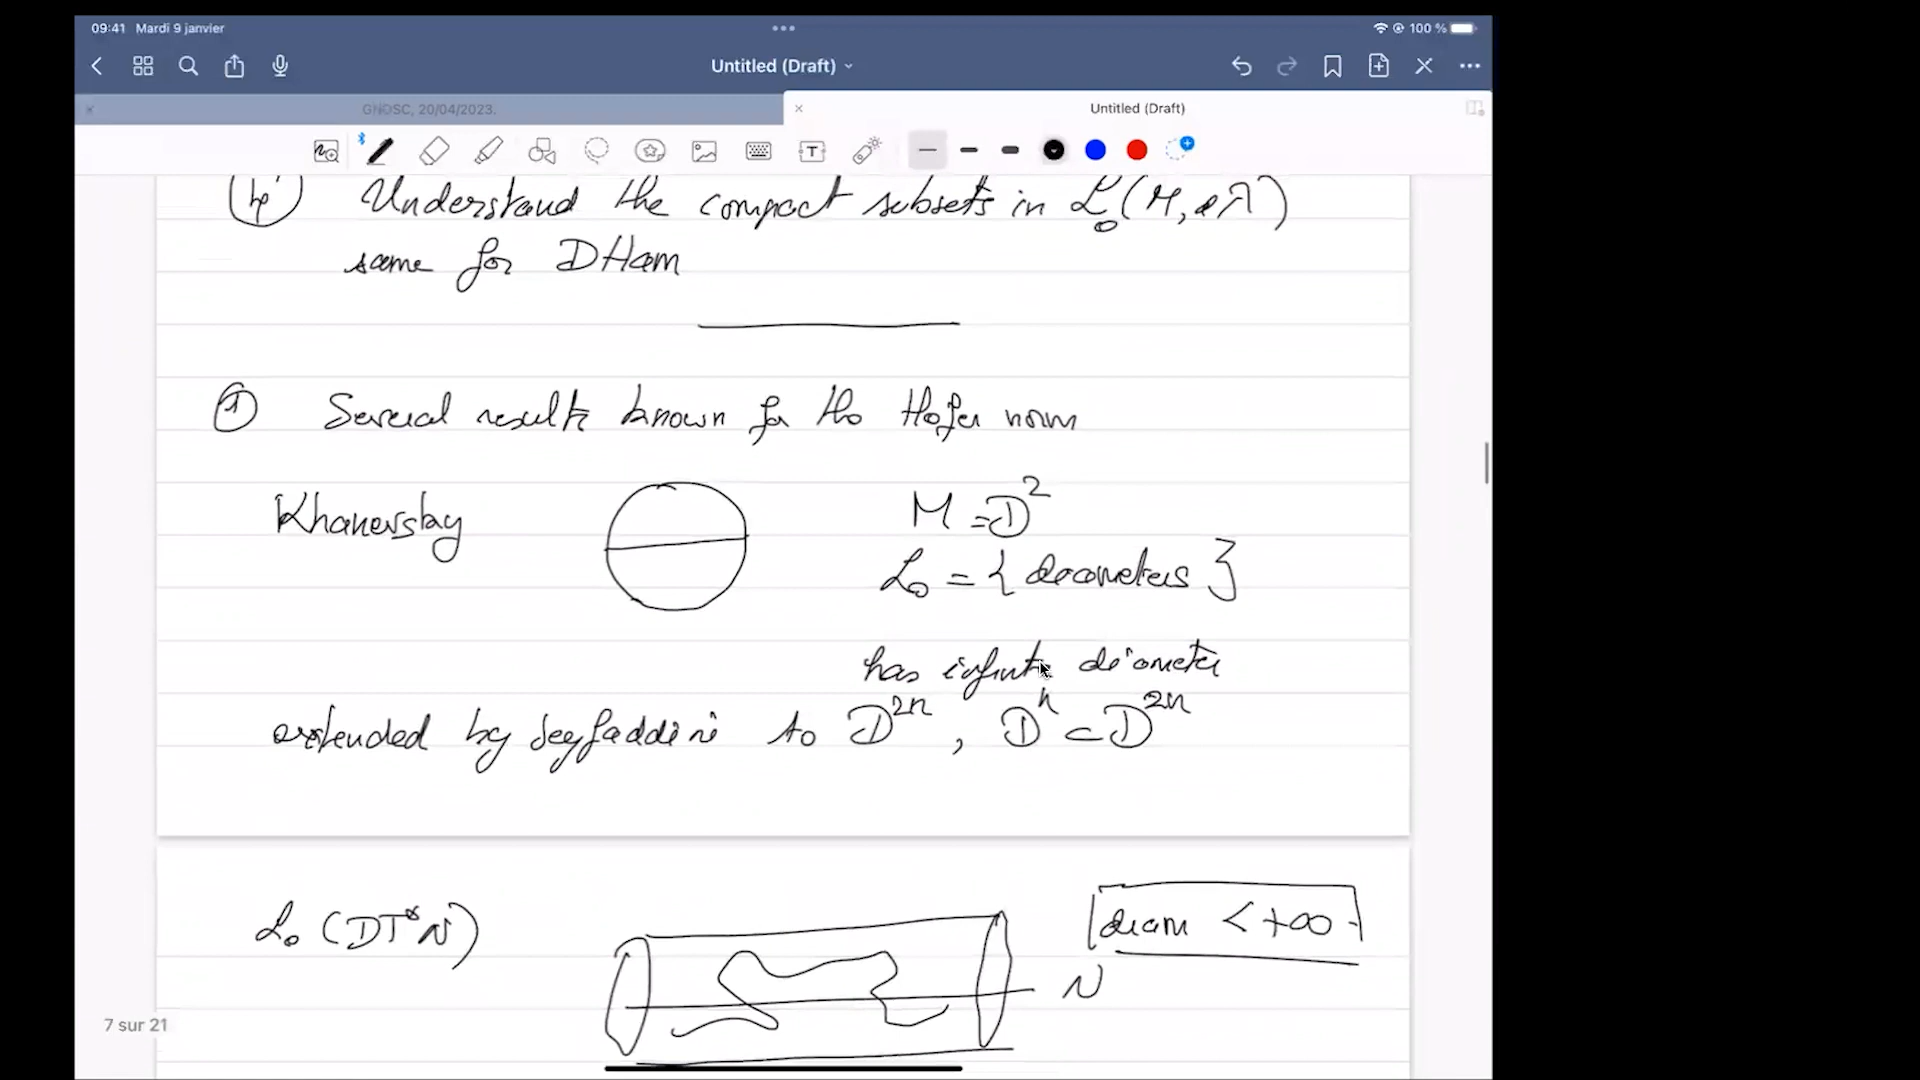 09:41 Mardi 9 janvier
100 %
Untitled (Draft)
GNDSC, 20/04/2023.
Untitled (Draft)
Understand the compact subsets in L₀(M, dλ)
same for DHam
① Several results known for the Hofer norm
Khanevsky
M = D²
L₀ = { diameters }
has infinite diameter
extended by Seyfaddini to D²ⁿ, Dⁿ ⊂ D²ⁿ
L₀ (DT*N)
diam < +∞
N
7 sur 21